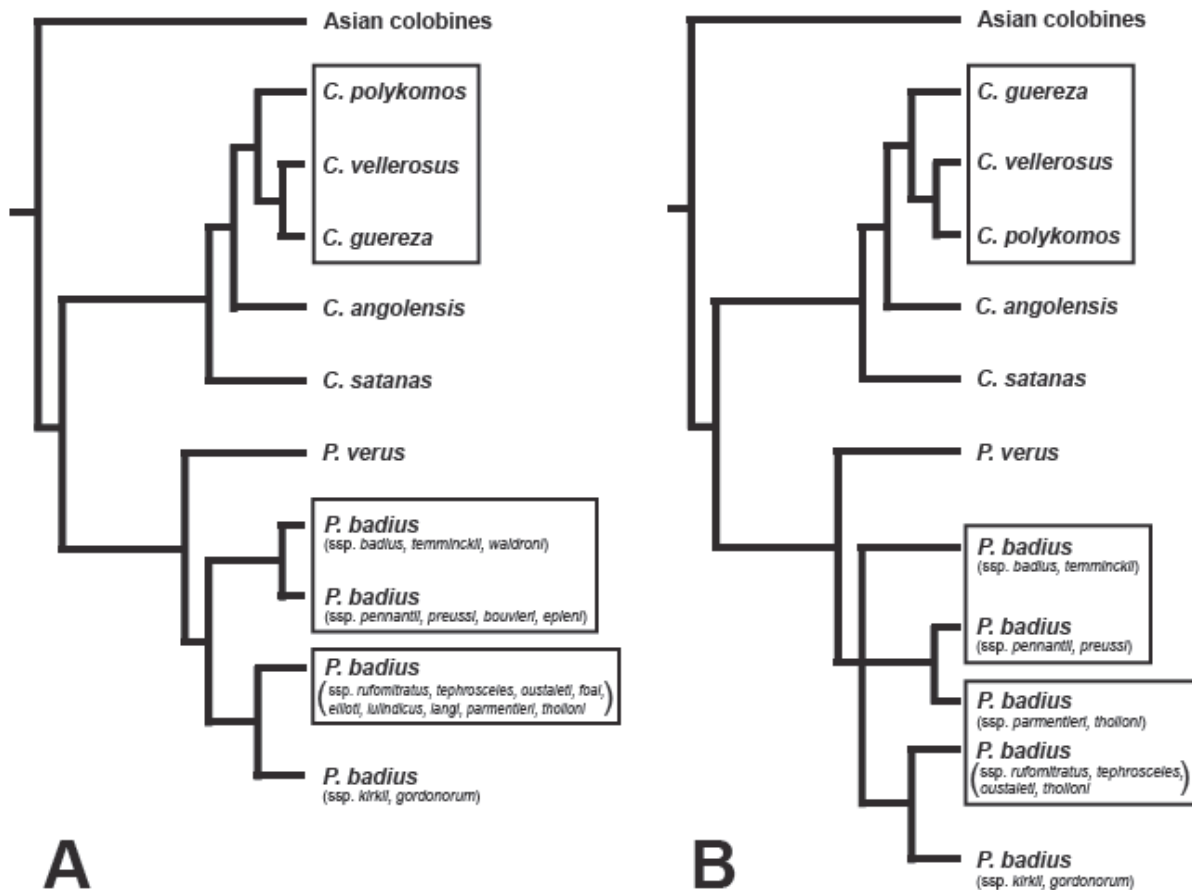 Asian colobines
C. polykomos
C. vellerosus
C. guereza
C. angolensis
C. satanas
P. verus
P. badius
(ssp. badius, temminckii, waldroni)
P. badius
(ssp. pennantii, preussi, bouvieri, epieni)
P. badius
(ssp. rufomitratus, tephrosceles, oustaleti, foai,
ellioti, lulindicus, langi, parmentieri, tholloni)
P. badius
(ssp. kirkii, gordonorum)
A
Asian colobines
C. guereza
C. vellerosus
C. polykomos
C. angolensis
C. satanas
P. verus
P. badius
(ssp. badius, temminckii)
P. badius
(ssp. pennantii, preussi)
P. badius
(ssp. parmentieri, tholloni)
P. badius
(ssp. rufomitratus, tephrosceles,
oustaleti, tholloni)
P. badius
(ssp. kirkii, gordonorum)
B